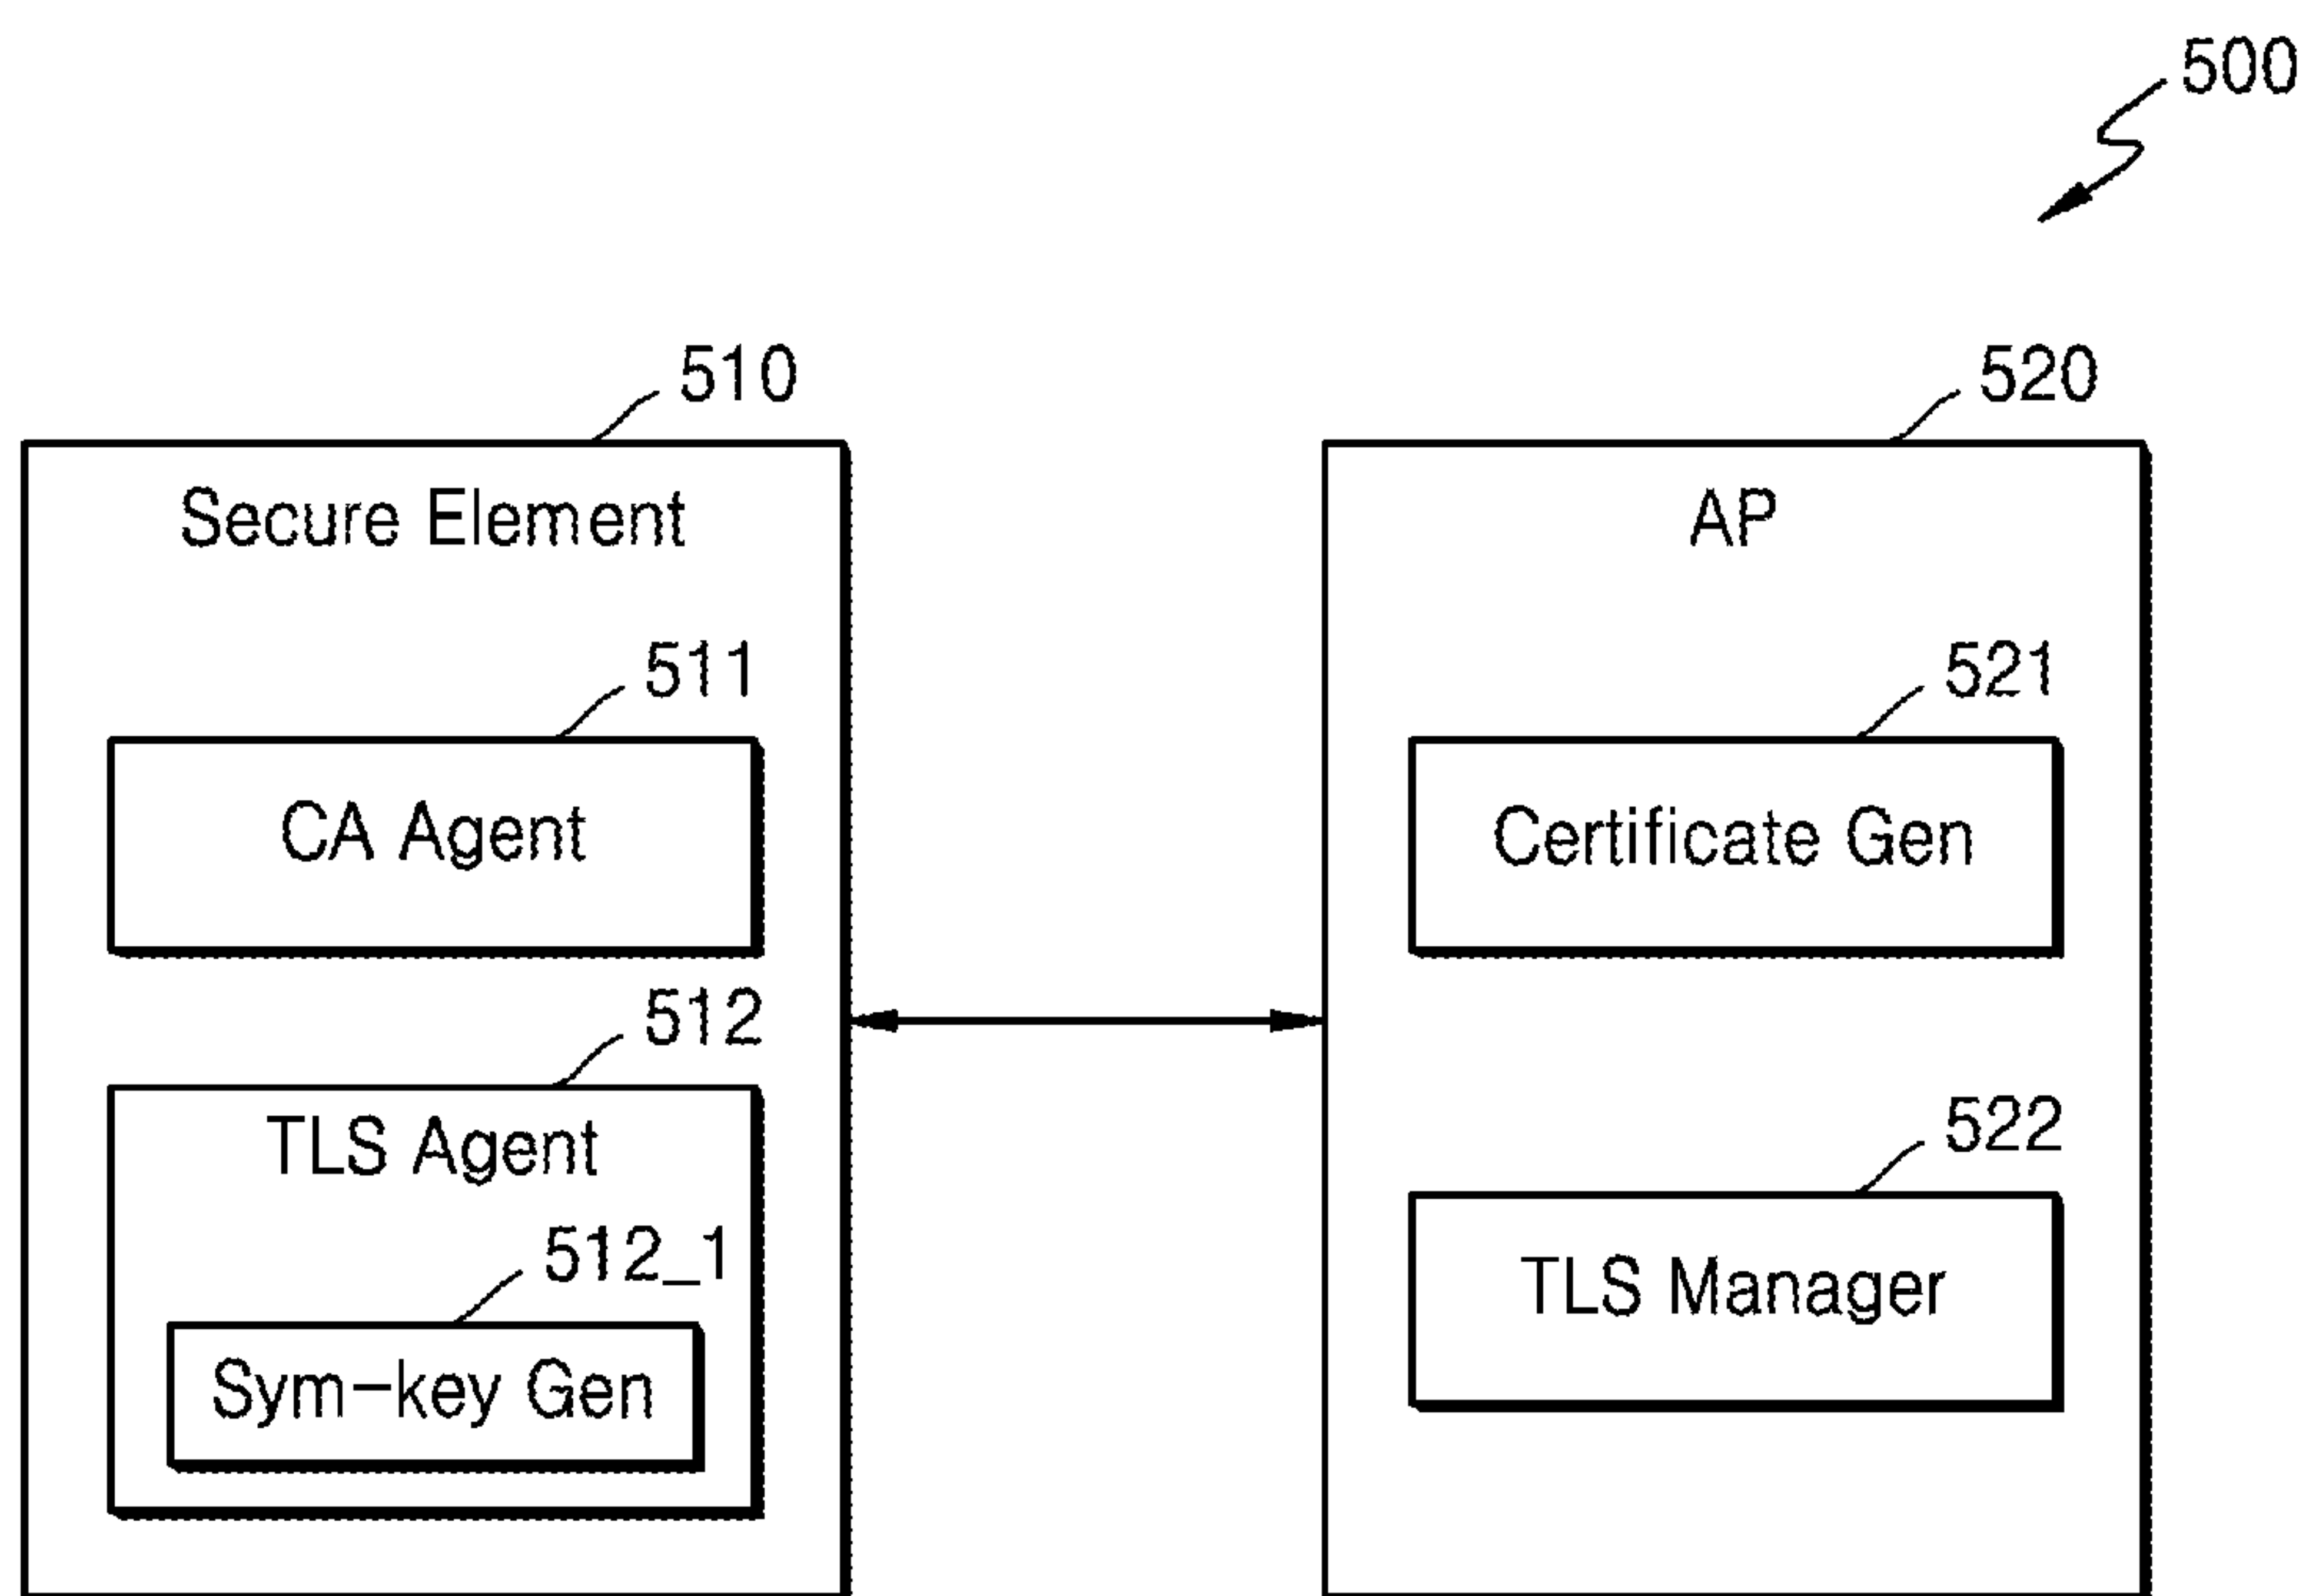 500
510
520
Secure Element
AP
511
521
CA Agent
Certificate Gen
512
TLS Agent
522
512_1
TLS Manager
Sym-key Gen